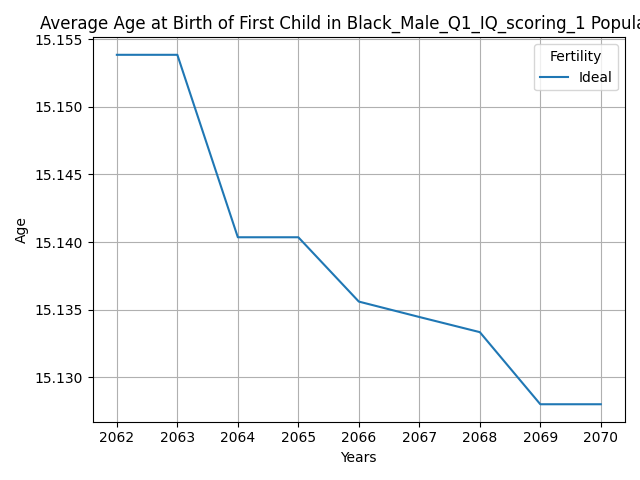 Average Age at Birth of First Child in Black_Male_Q1_IQ_scoring_1 Popula
15.155
15.150
15.145
15.140
15.135
15.130
Age
Fertility
Ideal
2062 2063 2064 2065 2066 2067 2068 2069 2070
Years